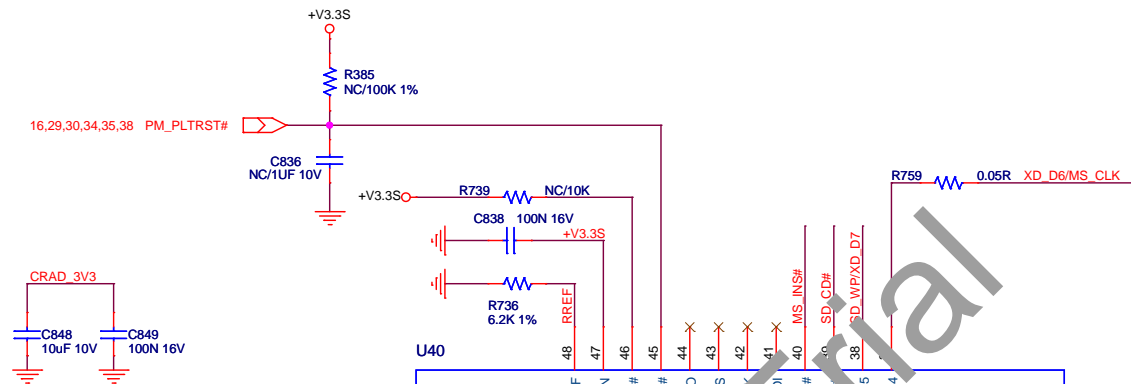 +V3.3S
R385
NC/100K 1%
16,29,30,34,35,38 PM_PLTRST#
C836
NC/1UF 10V
+V3.3S
R739
NC/10K
C838 100N 16V
+V3.3S
R736
6.2K 1%
RREF
CRAD_3V3
C848
10uF 10V
C849
100N 16V
R759
0.05R
XD_D6/MS_CLK
MS_INS#
SD_CD#
SD_WP/XD_D7
U40
48
47
46
45
44
43
42
41
40
38